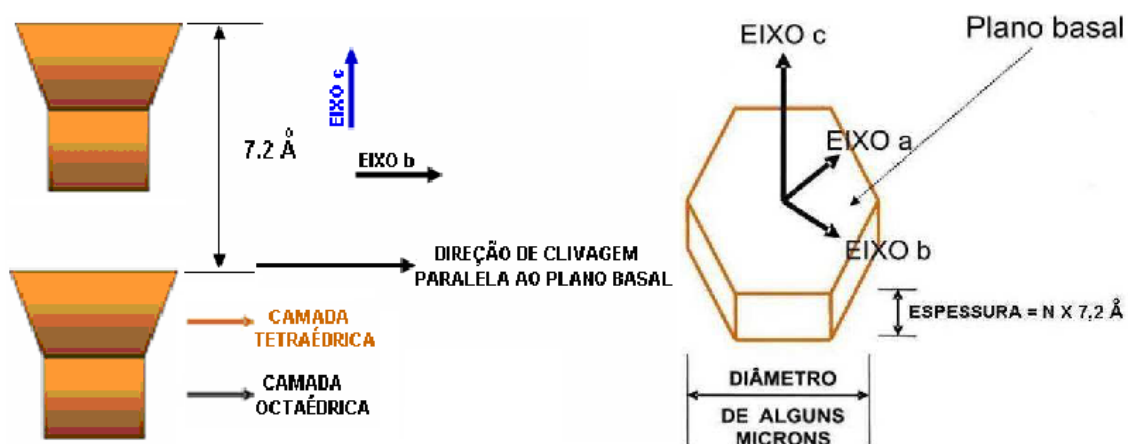 7.2 Å
EIXO c
EIXO b
DIREÇÃO DE CLIVAGEM
PARALELA AO PLANO BASAL
CAMADA
TETRAÉDRICA
CAMADA
OCTAÉDRICA
EIXO c
Plano basal
EIXO a
EIXO b
ESPESSURA = N X 7,2 Å
DIÂMETRO
DE ALGUNS
MICRONS